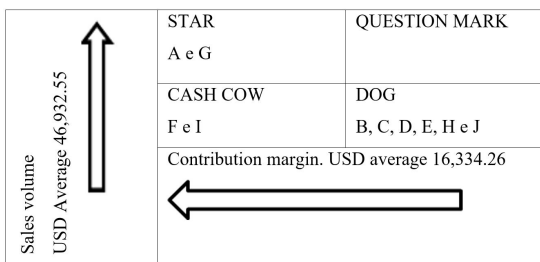 Sales volume
USD Average 46,932.55
STAR
A e G
QUESTION MARK
CASH COW
F e I
DOG
B, C, D, E, H e J
Contribution margin. USD average 16,334.26